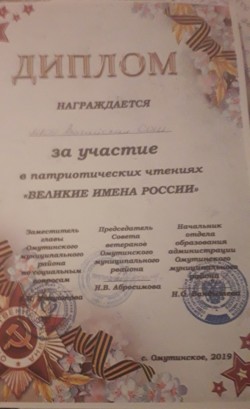 ДИПЛОМ
НАГРАЖДАЕТСЯ
за участие
в патриотических чтениях
«ВЕЛИКИЕ ИМЕНА РОССИИ»
Заместитель
главы
Омутинского
муниципального
района
по социальным
вопросам
Председатель
Совета
ветеранов
Омутинского
муниципального
района
Н.В. Абросимова
Начальник
отдела
образования
администрации
Омутинского
муниципального
района
с. Омутинское, 2019